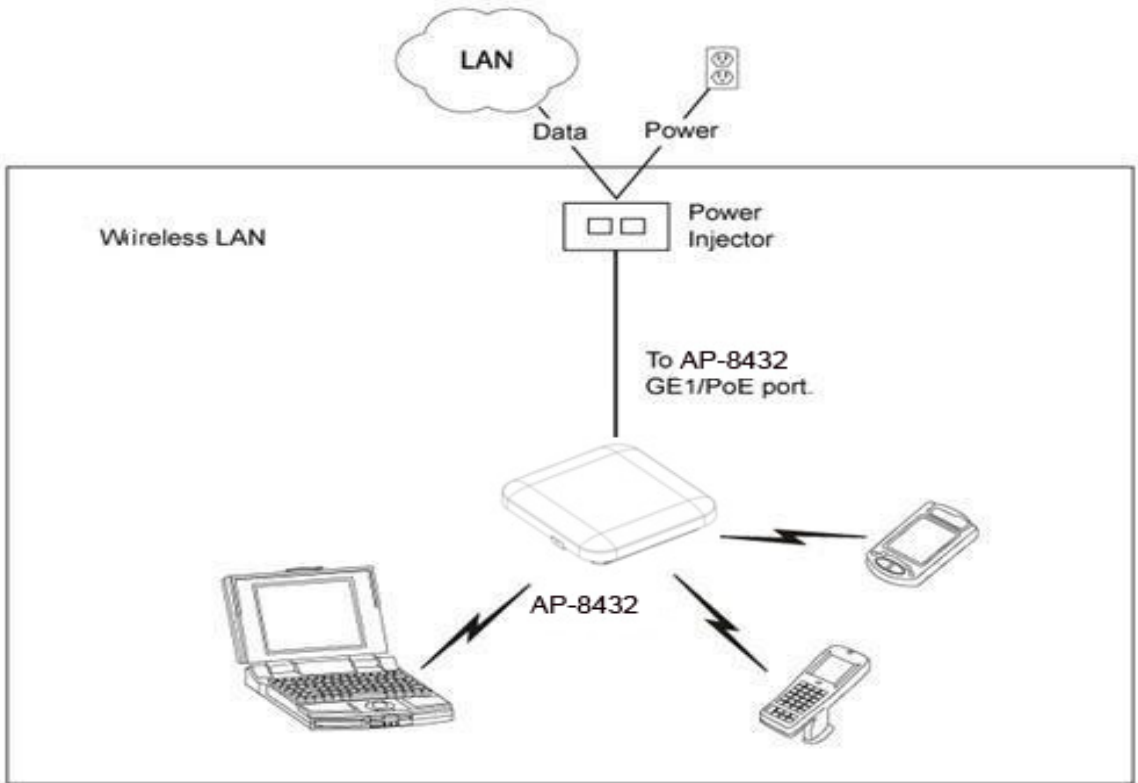 LAN
Data
Power
Power
Injector
Wireless LAN
To AP-8432
GE1/PoE port.
AP-8432